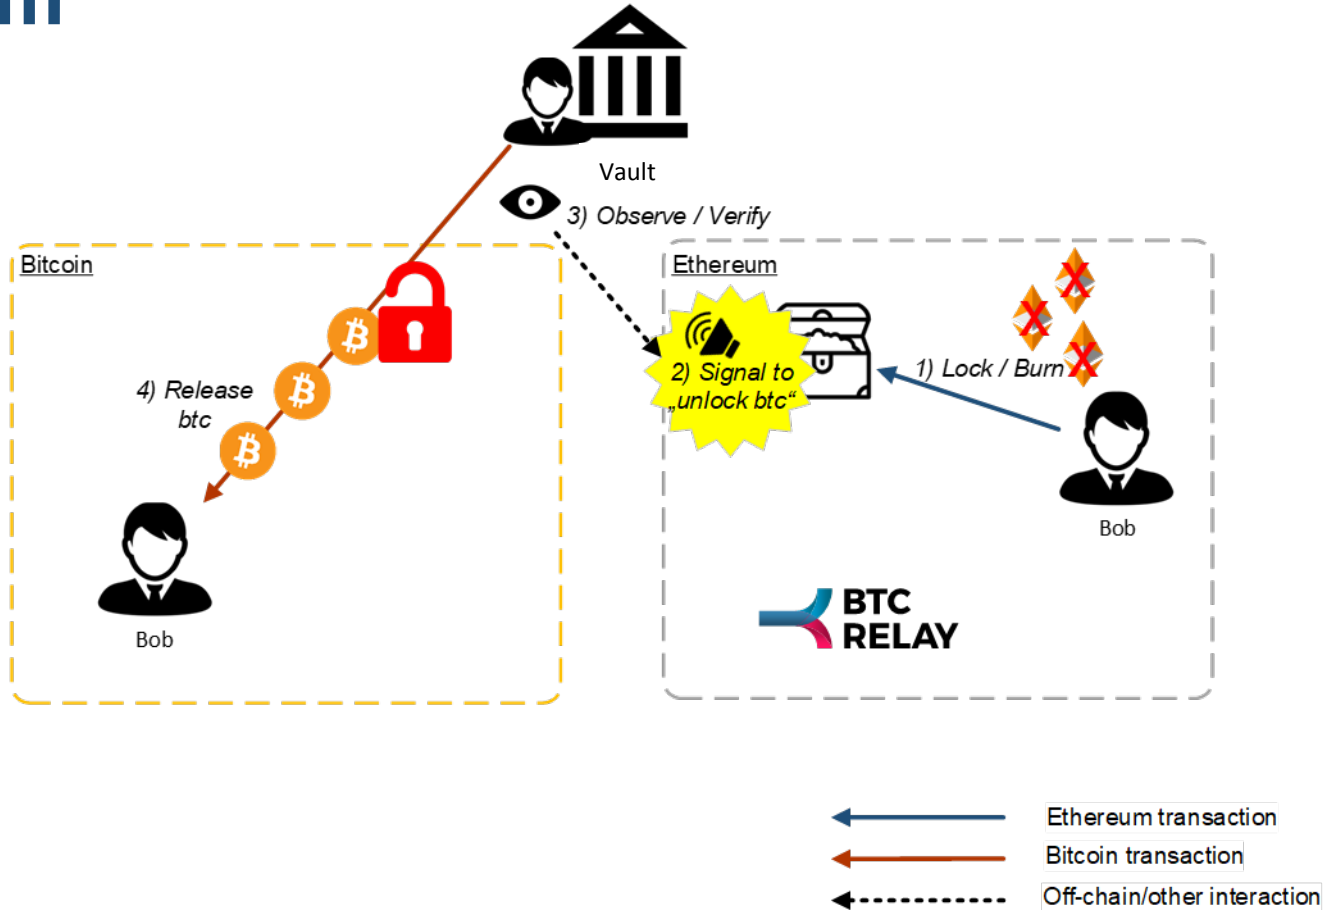 Vault
3) Observe / Verify
Bitcoin
Ethereum
1) Lock / Burn
2) Signal to
„unlock btc“
4) Release
btc
Bob
Bob
BTC
RELAY
Ethereum transaction
Bitcoin transaction
Off-chain/other interaction